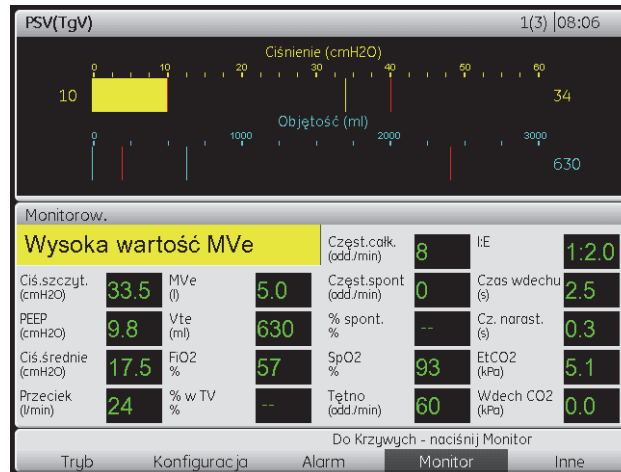 PSV(TgV) 1(3) 08:06
Ciśnienie (cmH2O)
0 10 20 30 40 50 60
10 34
Objętość (ml)
0 1000 2000 3000
630
Monitorow.
Wysoka wartość MVe
Częst.całk. (odd./min) 8
I:E 1:2.0
Ciś.szczyt. (cmH2O) 33.5
MVe (l) 5.0
Częst.spont (odd./min) 0
Czas wdechu (s) 2.5
PEEP (cmH2O) 9.8
Vte (ml) 630
% spont. % --
Cz. narast. (s) 0.3
Ciś.średnie (cmH2O) 17.5
FiO2 % 57
SpO2 % 93
EtCO2 (kPa) 5.1
Przeciek (l/min) 24
% w TV % --
Tętno (odd./min) 60
Wdech CO2 (kPa) 0.0
Do Krzywych - naciśnij Monitor
Tryb Konfiguracja Alarm Monitor Inne